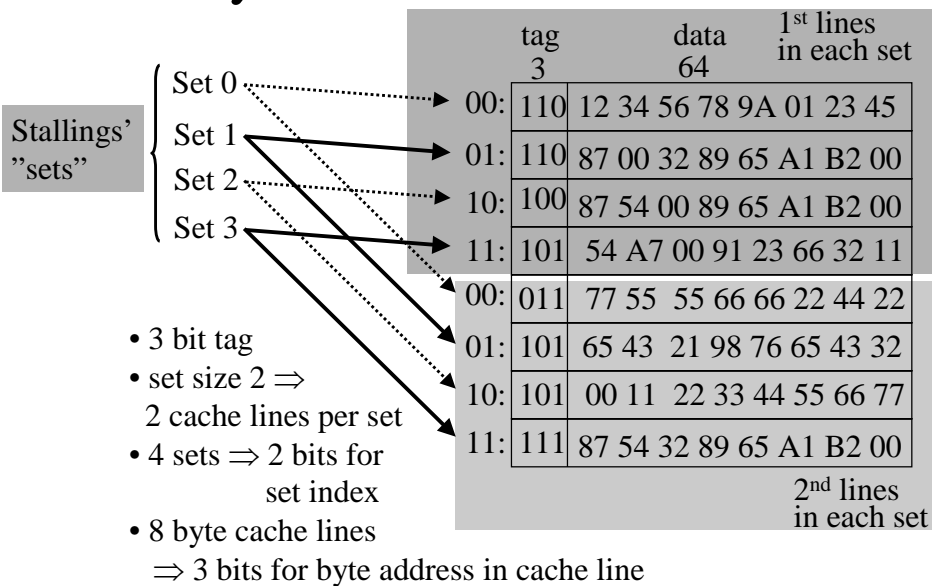 1st lines
in each set
tag data
3 64
Set 0
Set 1
Set 2
Set 3
Stallings’
”sets”
00: 110 12 34 56 78 9A 01 23 45
01: 110 87 00 32 89 65 A1 B2 00
10: 100 87 54 00 89 65 A1 B2 00
11: 101 54 A7 00 91 23 66 32 11
00: 011 77 55 55 66 66 22 44 22
01: 101 65 43 21 98 76 65 43 32
10: 101 00 11 22 33 44 55 66 77
11: 111 87 54 32 89 65 A1 B2 00
2nd lines
in each set
• 3 bit tag
• set size 2 ⇒
2 cache lines per set
• 4 sets ⇒ 2 bits for
set index
• 8 byte cache lines
⇒ 3 bits for byte address in cache line